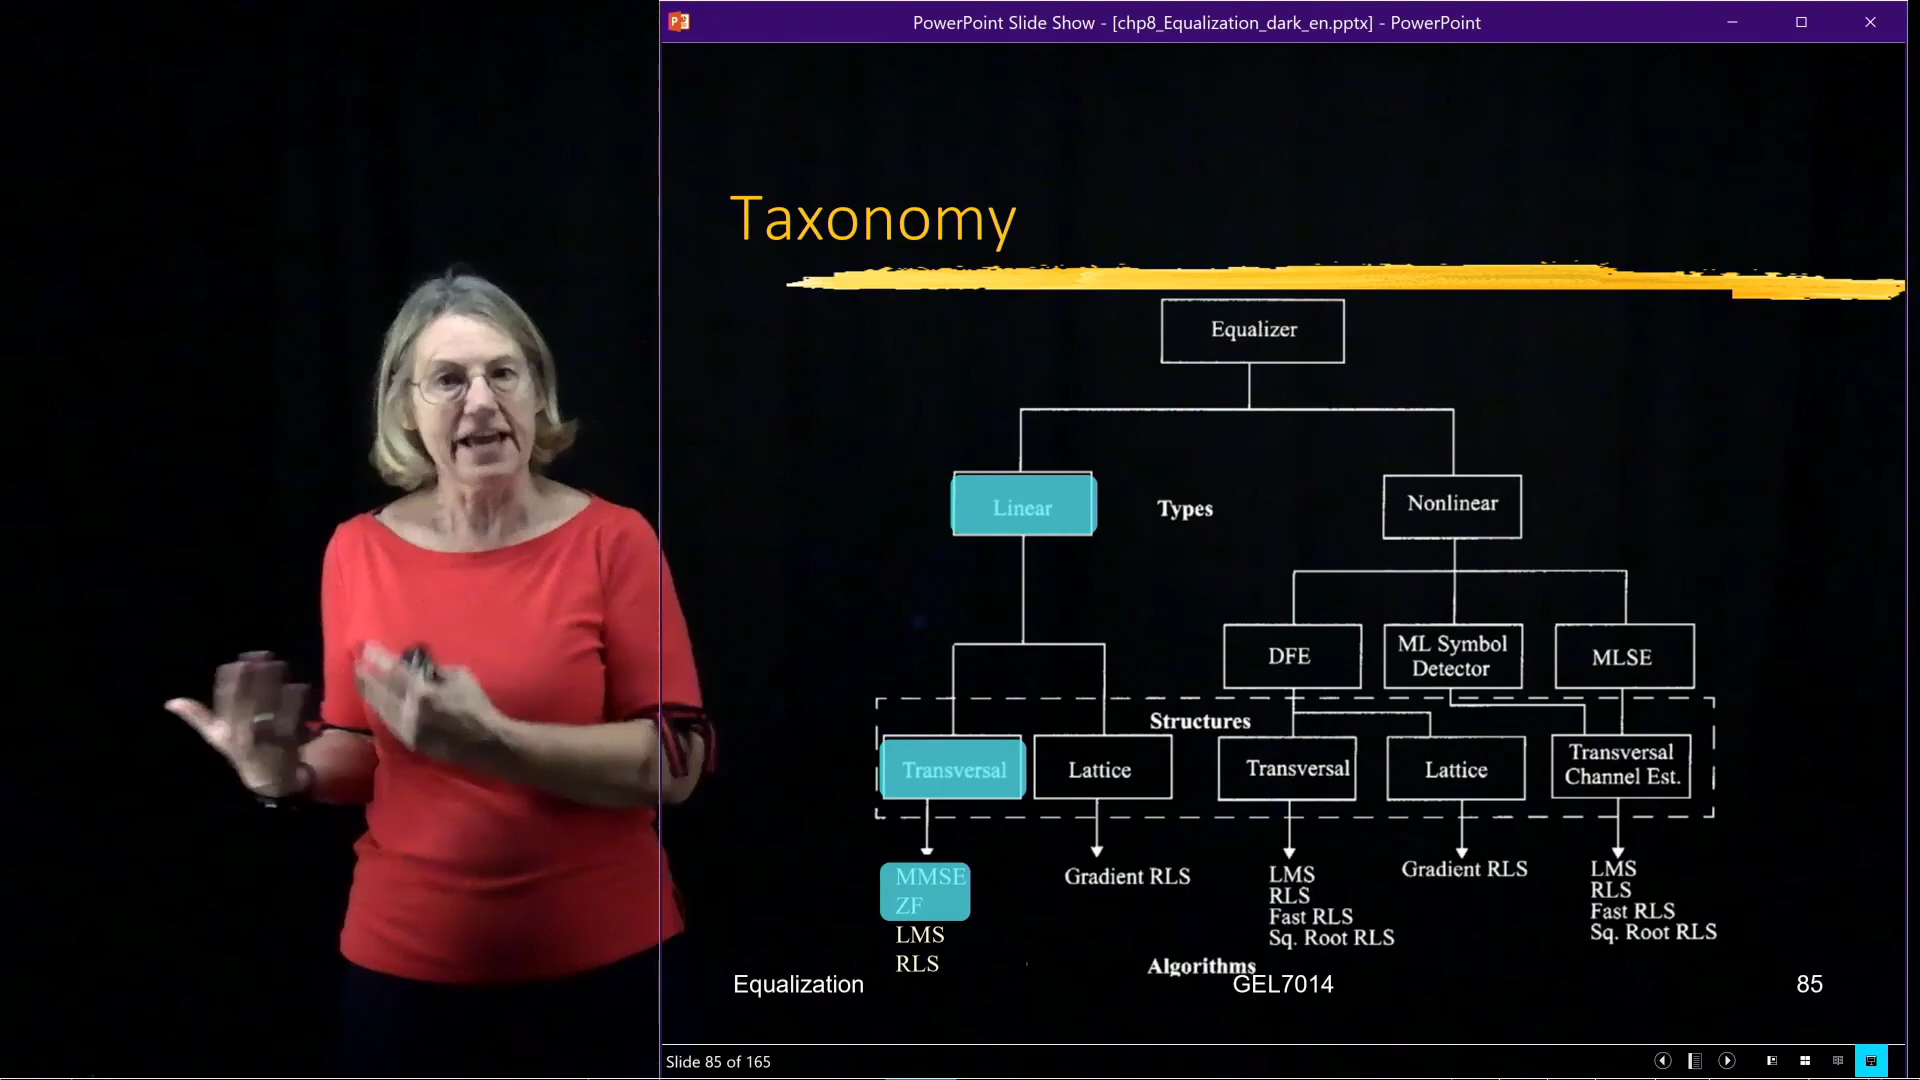 PowerPoint Slide Show - [chp8_Equalization_dark_en.pptx] - PowerPoint
Taxonomy
Equalizer
Linear
Types
Nonlinear
DFE
ML Symbol
Detector
MLSE
Structures
Transversal
Lattice
Transversal
Lattice
Transversal
Channel Est.
MMSE
ZF
LMS
RLS
Gradient RLS
LMS
RLS
Fast RLS
Sq. Root RLS
Gradient RLS
LMS
RLS
Fast RLS
Sq. Root RLS
Algorithms
Equalization
GEL7014
85
Slide 85 of 165